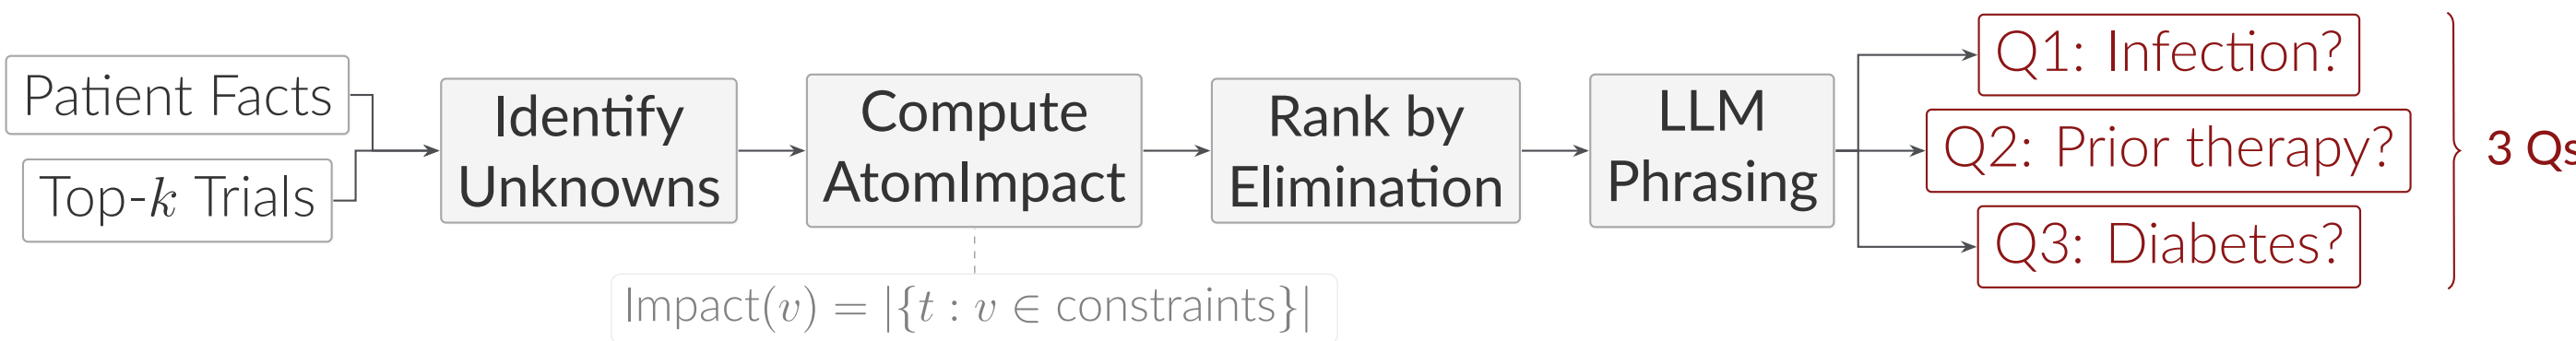 Patient Facts
Top-k Trials
Identify
Unknowns
Compute
AtomImpact
Impact(v) = |{t : v ∈ constraints}|
Rank by
Elimination
LLM
Phrasing
Q1: Infection?
Q2: Prior therapy?
Q3: Diabetes?
3 Qs